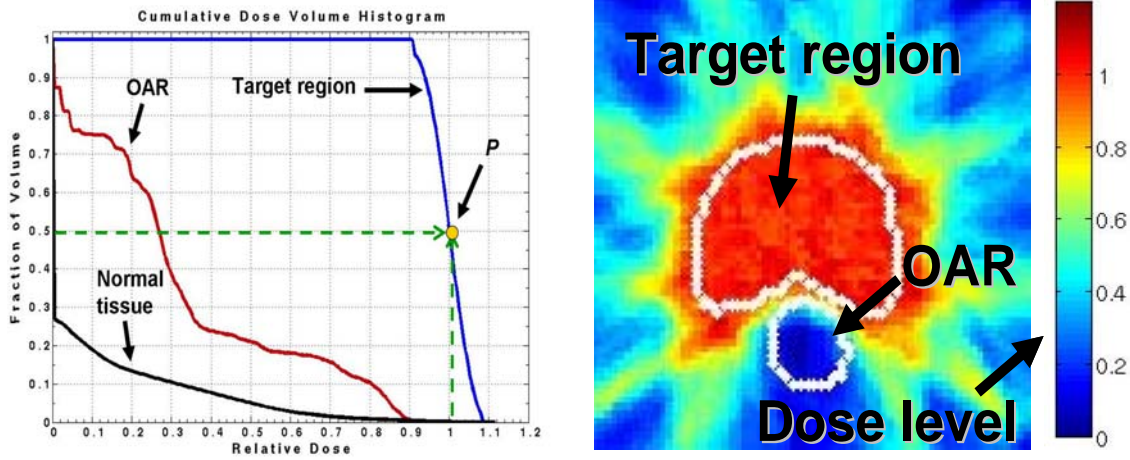 Cumulative Dose Volume Histogram
Fraction of Volume
1
0.9
0.8
0.7
0.6
0.5
0.4
0.3
0.2
0.1
0
OAR
Target region
P
Normal
tissue
0 0.1 0.2 0.3 0.4 0.5 0.6 0.7 0.8 0.9 1 1.1 1.2
Relative Dose
Target region
OAR
Dose level
1
0.8
0.6
0.4
0.2
0